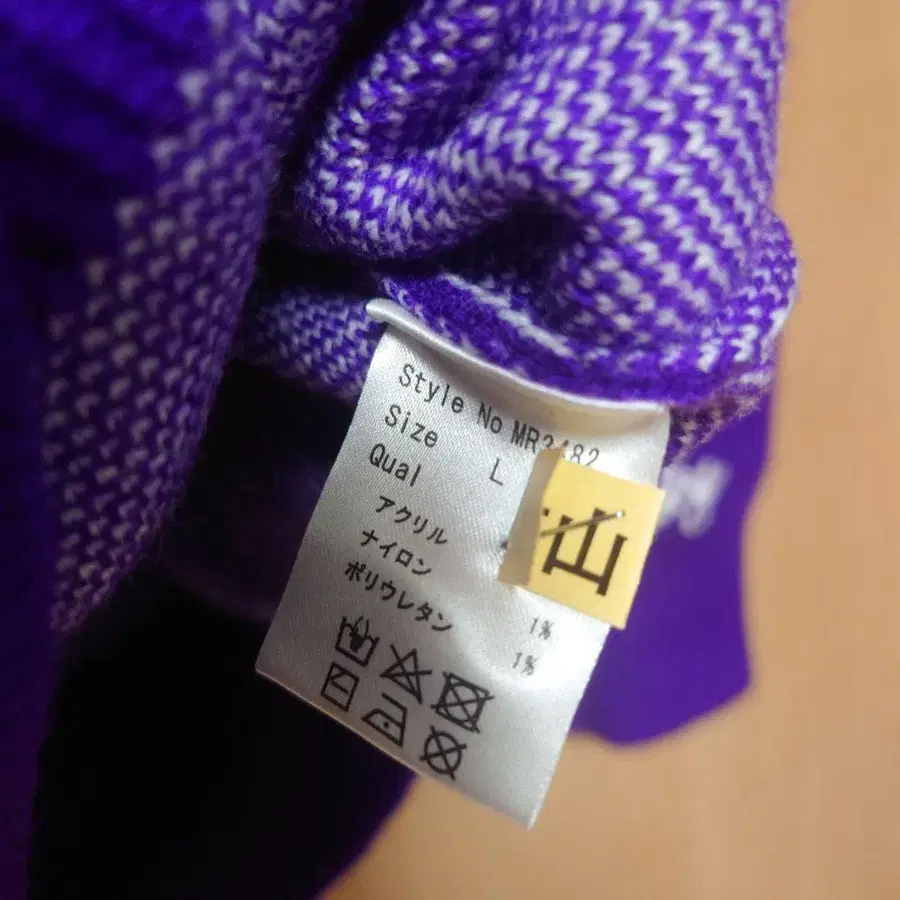 Style No MR3482
Size L
Qual
アクリル
ナイロン 1%
ポリウレタン 1%
山